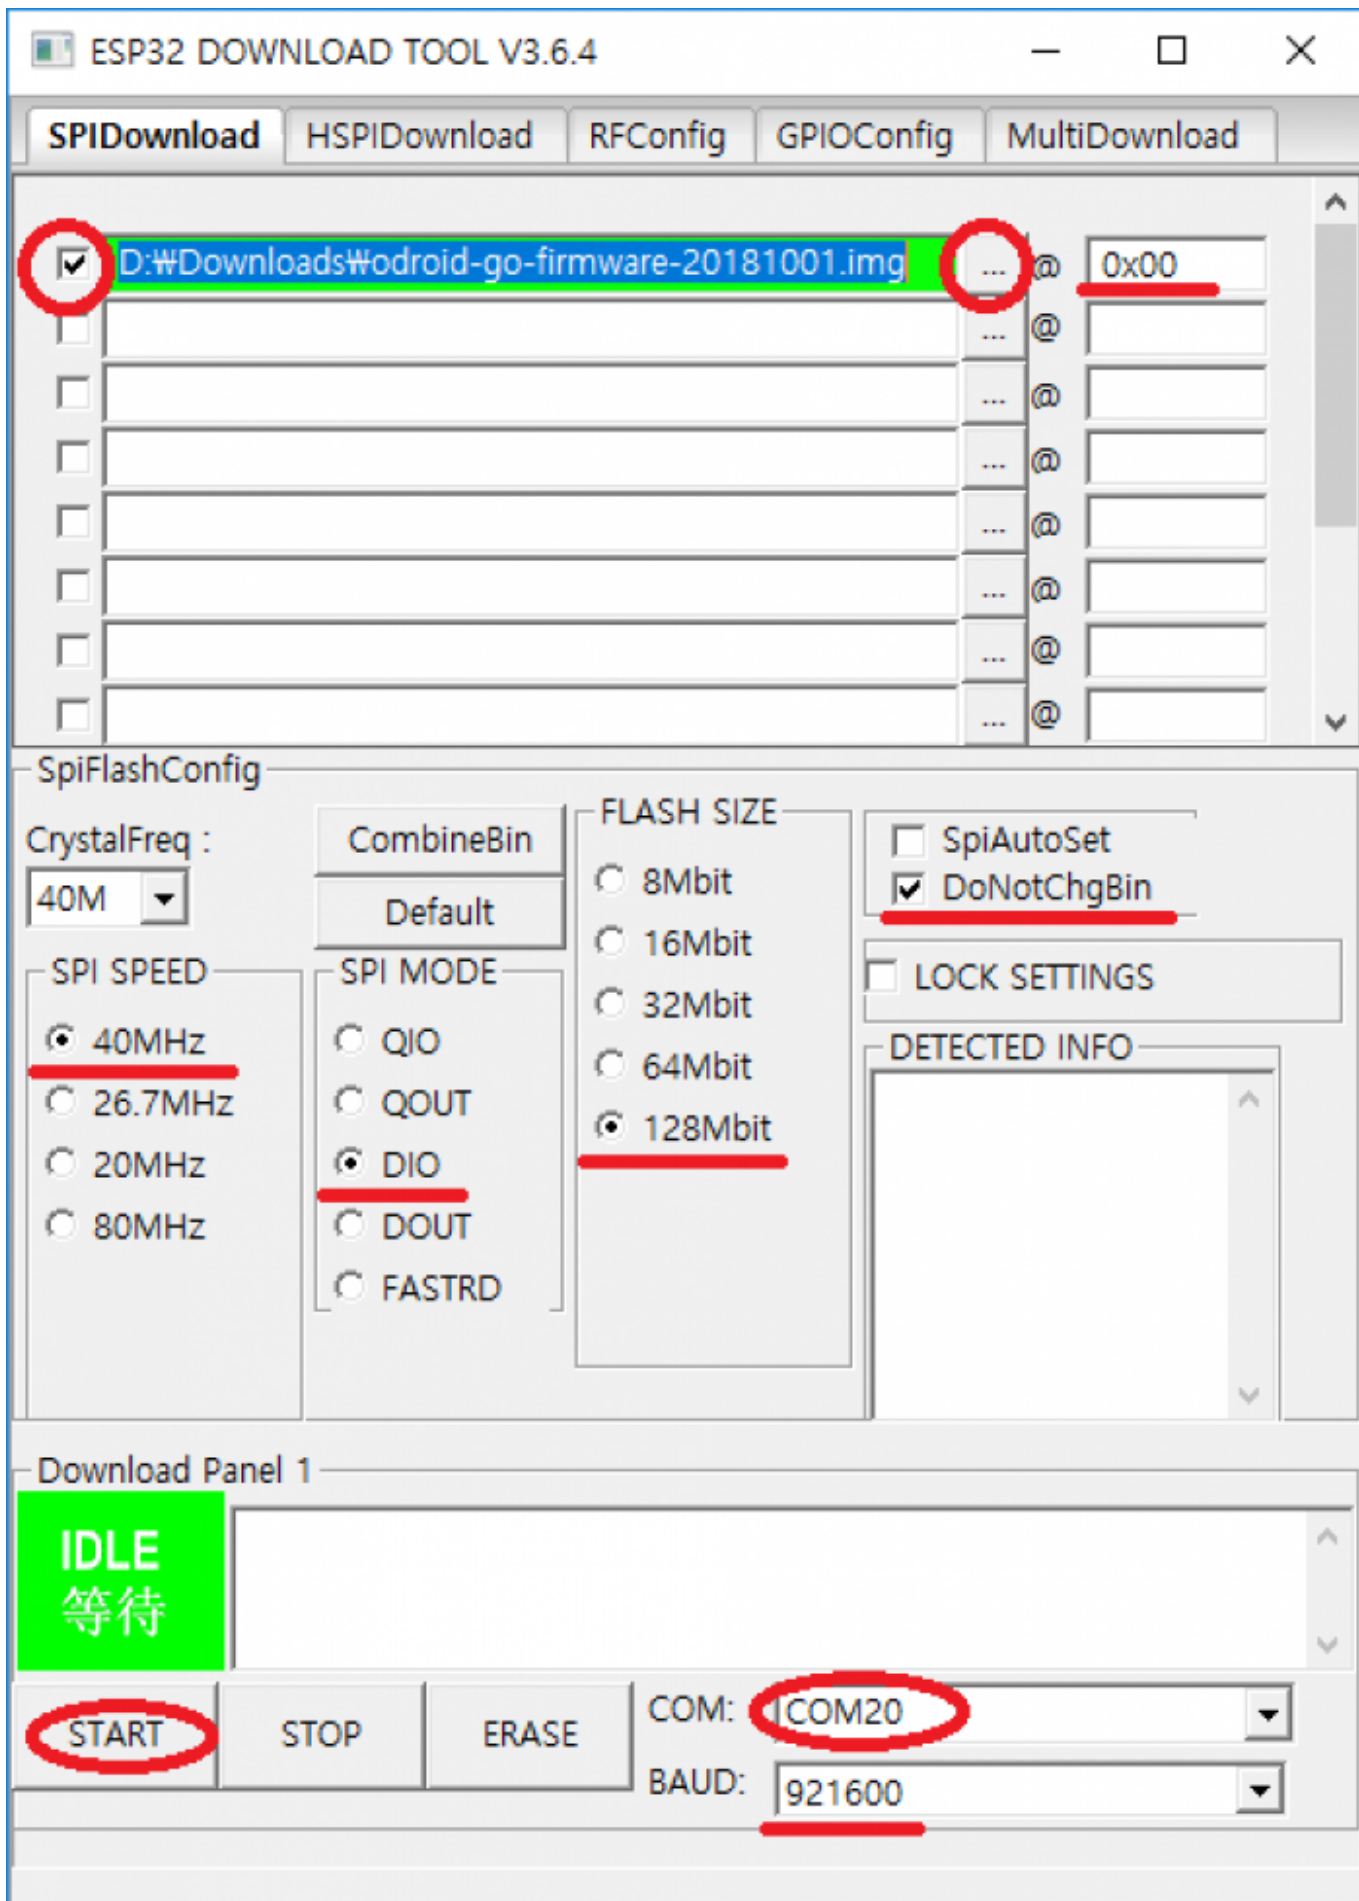 ESP32 DOWNLOAD TOOL V3.6.4
SPIDownload HSPIDownload RFConfig GPIOConfig MultiDownload
D:₩Downloads₩odroid-go-firmware-20181001.img ... @ 0x00
... @
... @
... @
... @
... @
... @
... @
SpiFlashConfig
CrystalFreq :
40M
CombineBin
Default
SPI SPEED
40MHz
26.7MHz
20MHz
80MHz
SPI MODE
QIO
QOUT
DIO
DOUT
FASTRD
FLASH SIZE
8Mbit
16Mbit
32Mbit
64Mbit
128Mbit
SpiAutoSet
DoNotChgBin
LOCK SETTINGS
DETECTED INFO
Download Panel 1
IDLE
等待
START STOP ERASE
COM: COM20
BAUD: 921600